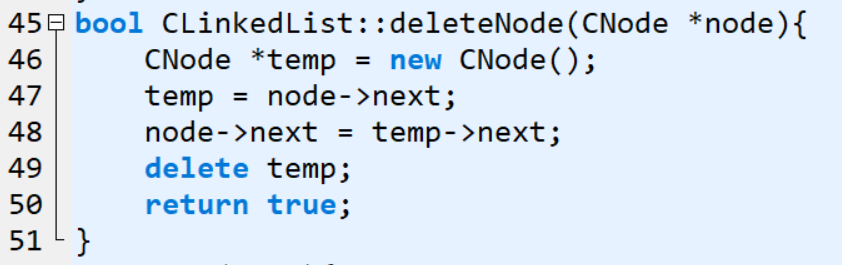 45 bool CLinkedList::deleteNode(CNode *node){
46 CNode *temp = new CNode();
47 temp = node->next;
48 node->next = temp->next;
49 delete temp;
50 return true;
51 }